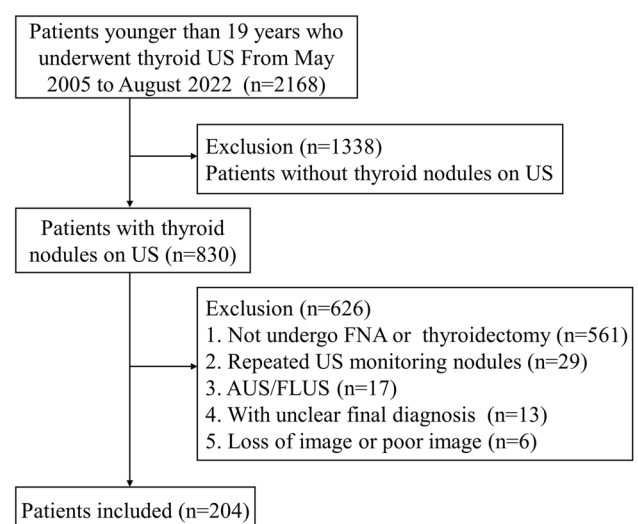 Patients younger than 19 years who
underwent thyroid US From May
2005 to August 2022 (n=2168)
Exclusion (n=1338)
Patients without thyroid nodules on US
Patients with thyroid
nodules on US (n=830)
Exclusion (n=626)
1. Not undergo FNA or thyroidectomy (n=561)
2. Repeated US monitoring nodules (n=29)
3. AUS/FLUS (n=17)
4. With unclear final diagnosis (n=13)
5. Loss of image or poor image (n=6)
Patients included (n=204)